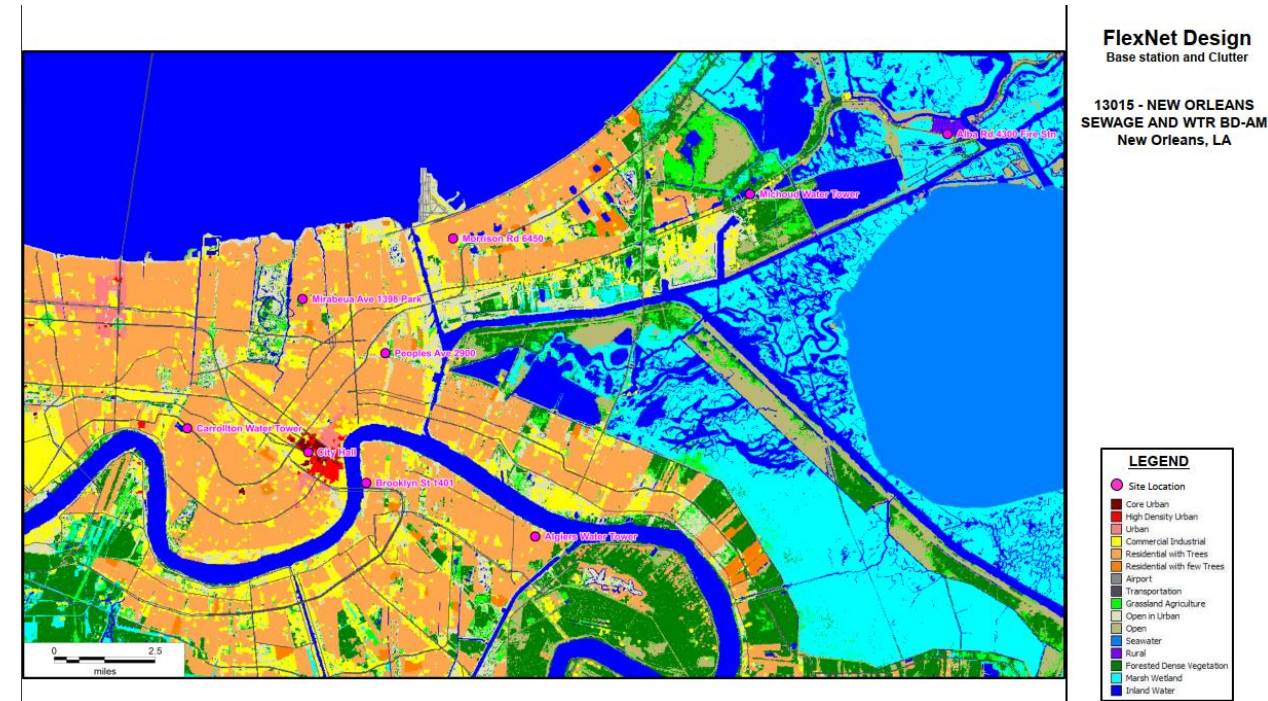 FlexNet Design
Base station and Clutter
13015 - NEW ORLEANS
SEWAGE AND WTR BD-AM
New Orleans, LA
Alba Rd 4300 Fire Stn
Michoud Water Tower
Morrison Rd 6450
Mirabeua Ave 1398 Park
Peoples Ave 2900
Carrollton Water Tower
City Hall
Brooklyn St 1401
Algiers Water Tower
0 2.5
miles
LEGEND
Site Location
Core Urban
High Density Urban
Urban
Commercial Industrial
Residential with Trees
Residential with few Trees
Airport
Transportation
Grassland Agriculture
Open in Urban
Open
Seawater
Rural
Forested Dense Vegetation
Marsh Wetland
Inland Water